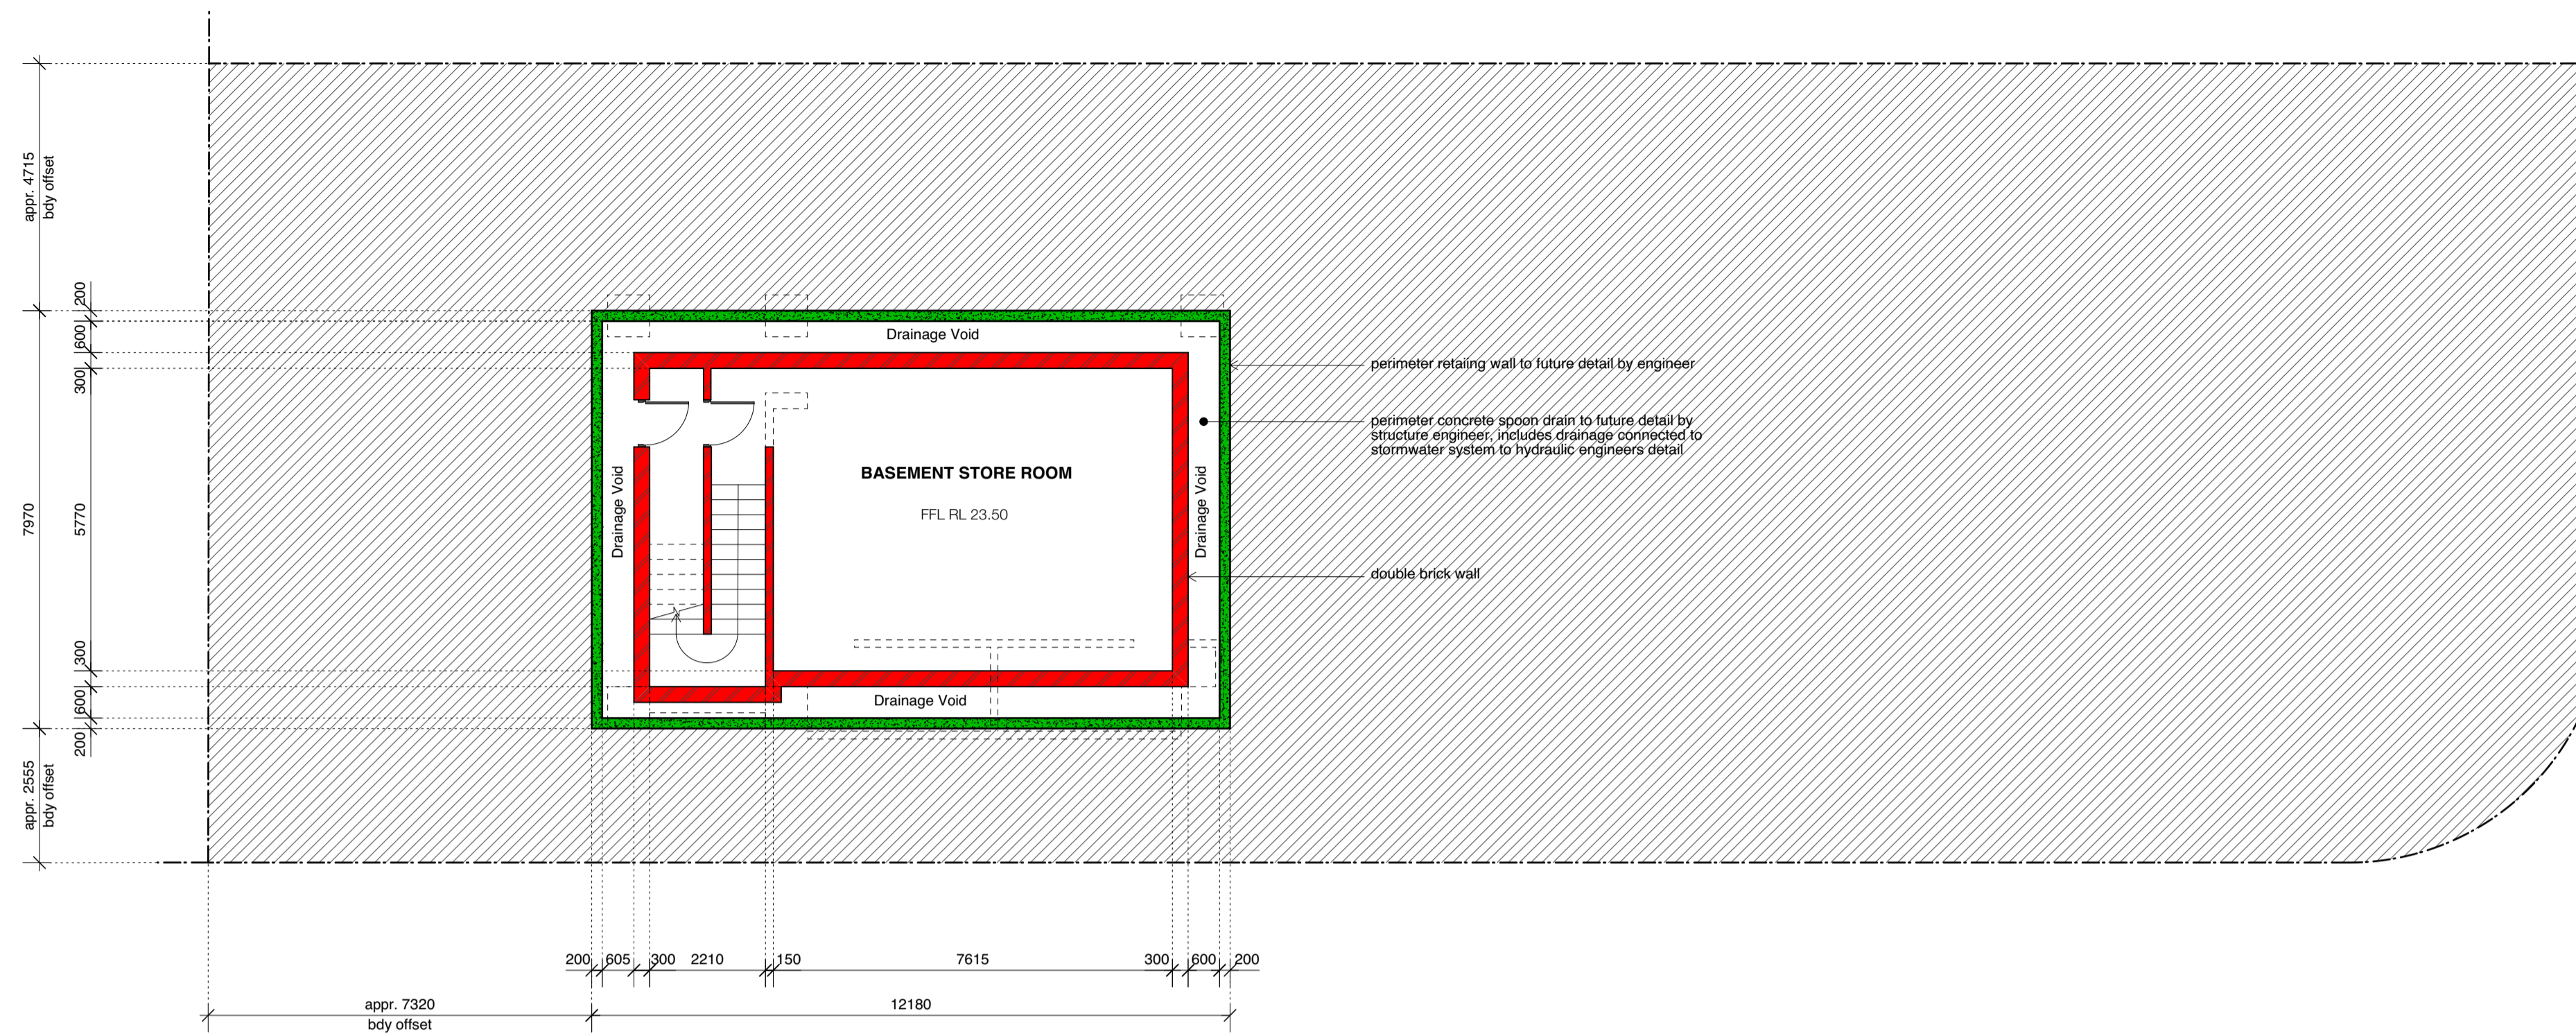 appr. 4715
bdy offset
7970
appr. 2555
bdy offset
200
600
300
5770
300
600
200
Drainage Void
Drainage Void
BASEMENT STORE ROOM
FFL RL 23.50
Drainage Void
Drainage Void
perimeter retaiing wall to future detail by engineer
perimeter concrete spoon drain to future detail by
structure engineer, includes drainage connected to
stormwater system to hydraulic engineers detail
double brick wall
200 605 300 2210 150 7615 300 600 200
appr. 7320
bdy offset
12180